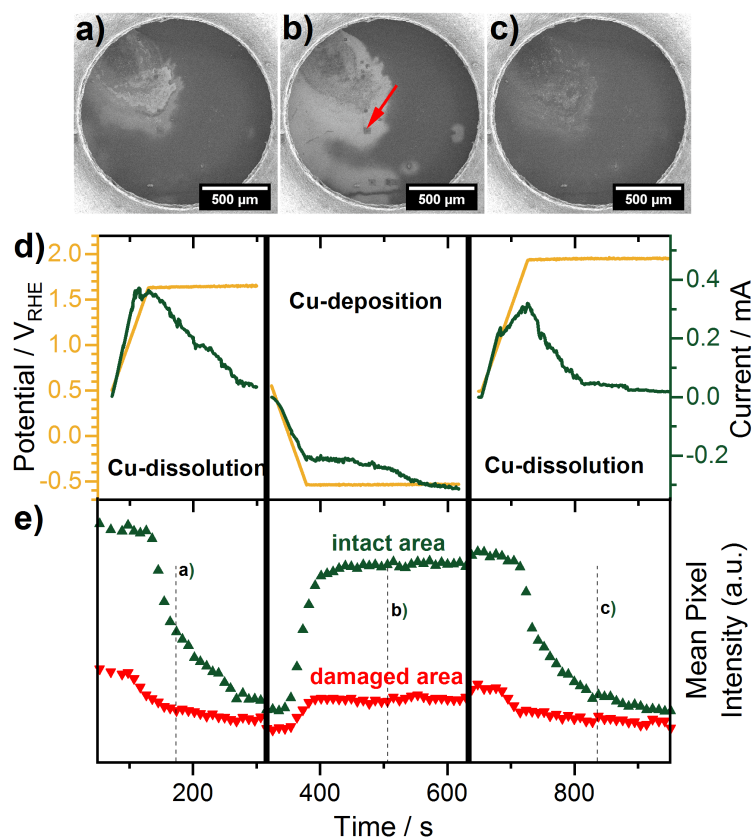 a)
b)
c)
500 µm
500 µm
500 µm
d)
2.0
1.5
1.0
0.5
0.0
-0.5
Potential / V_RHE
Cu-dissolution
Cu-deposition
Cu-dissolution
0.4
0.2
0.0
-0.2
Current / mA
e)
a)
intact area
b)
damaged area
c)
Mean Pixel
Intensity (a.u.)
200
400
600
800
Time / s